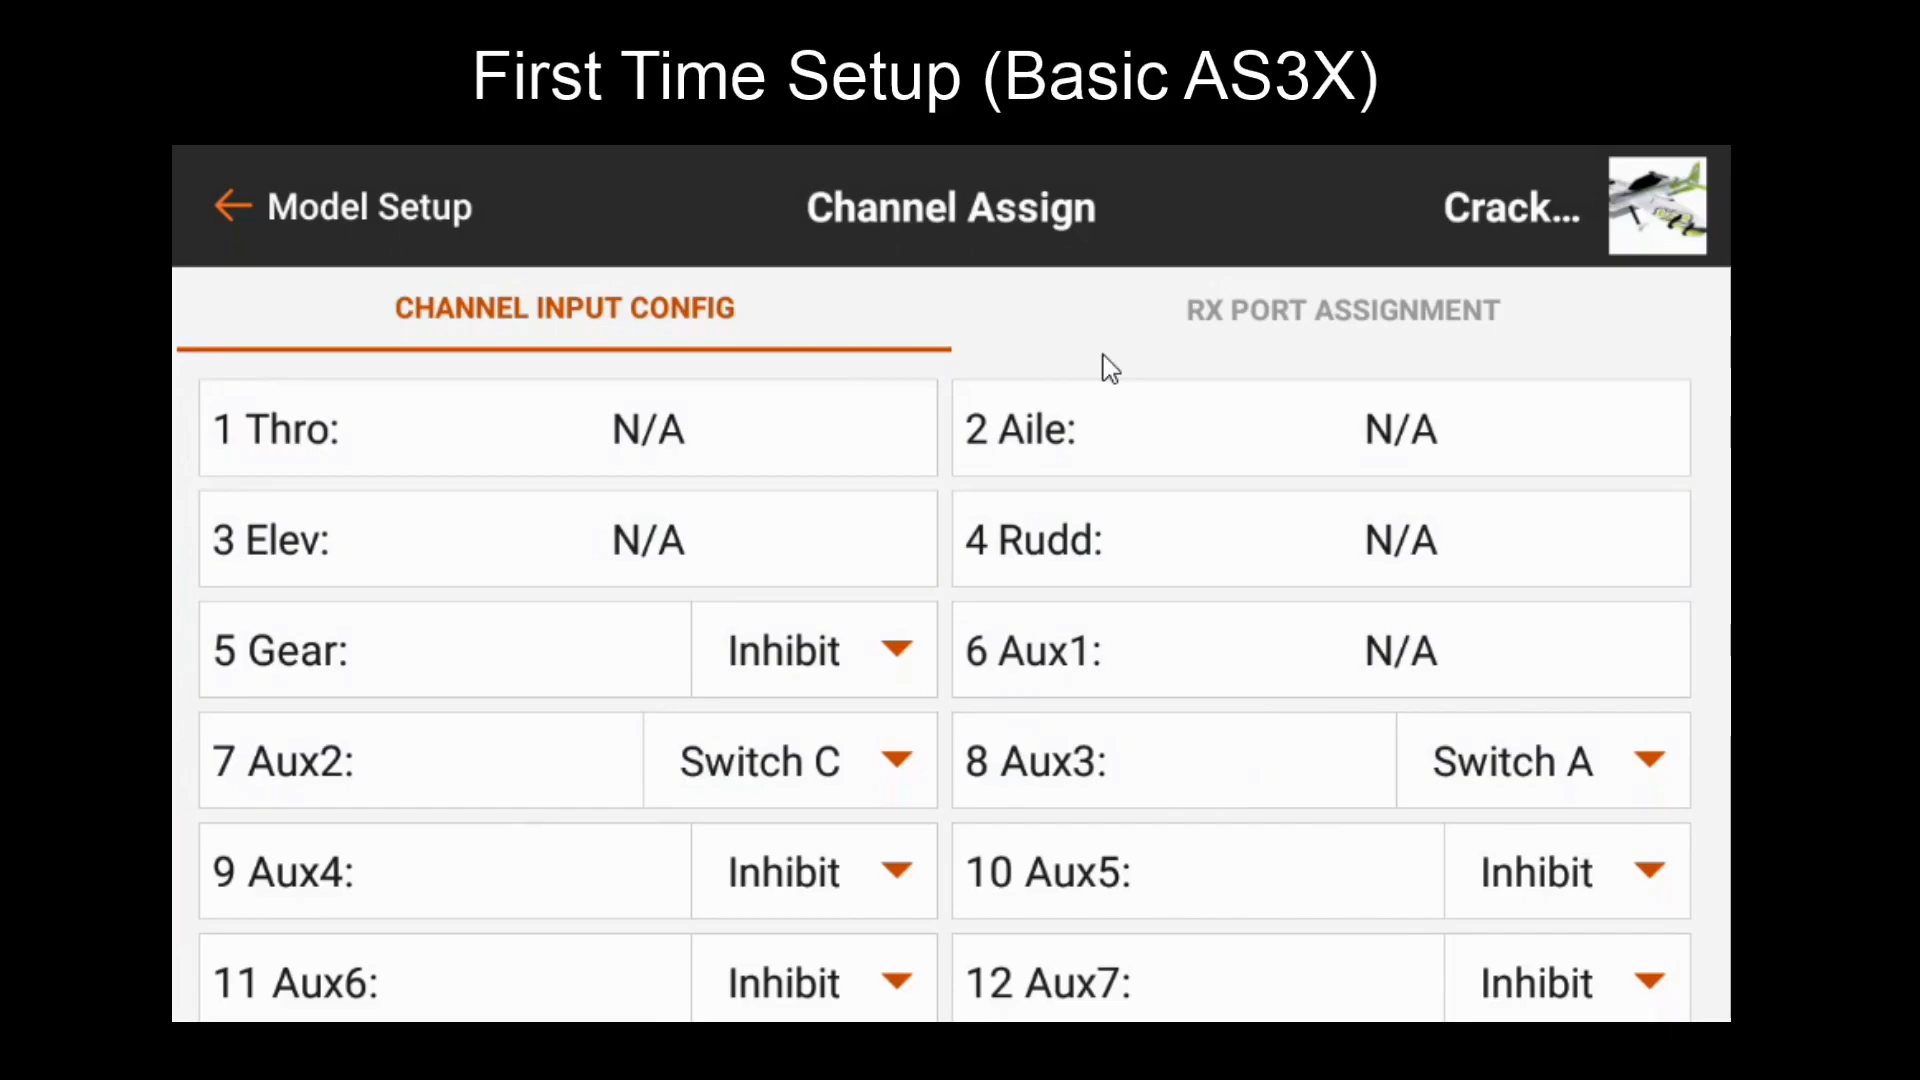 First Time Setup (Basic AS3X)
Model Setup
Channel Assign
Crack...
CHANNEL INPUT CONFIG
RX PORT ASSIGNMENT
1 Thro: N/A
2 Aile: N/A
3 Elev: N/A
4 Rudd: N/A
5 Gear: Inhibit
6 Aux1: N/A
7 Aux2: Switch C
8 Aux3: Switch A
9 Aux4: Inhibit
10 Aux5: Inhibit
11 Aux6: Inhibit
12 Aux7: Inhibit